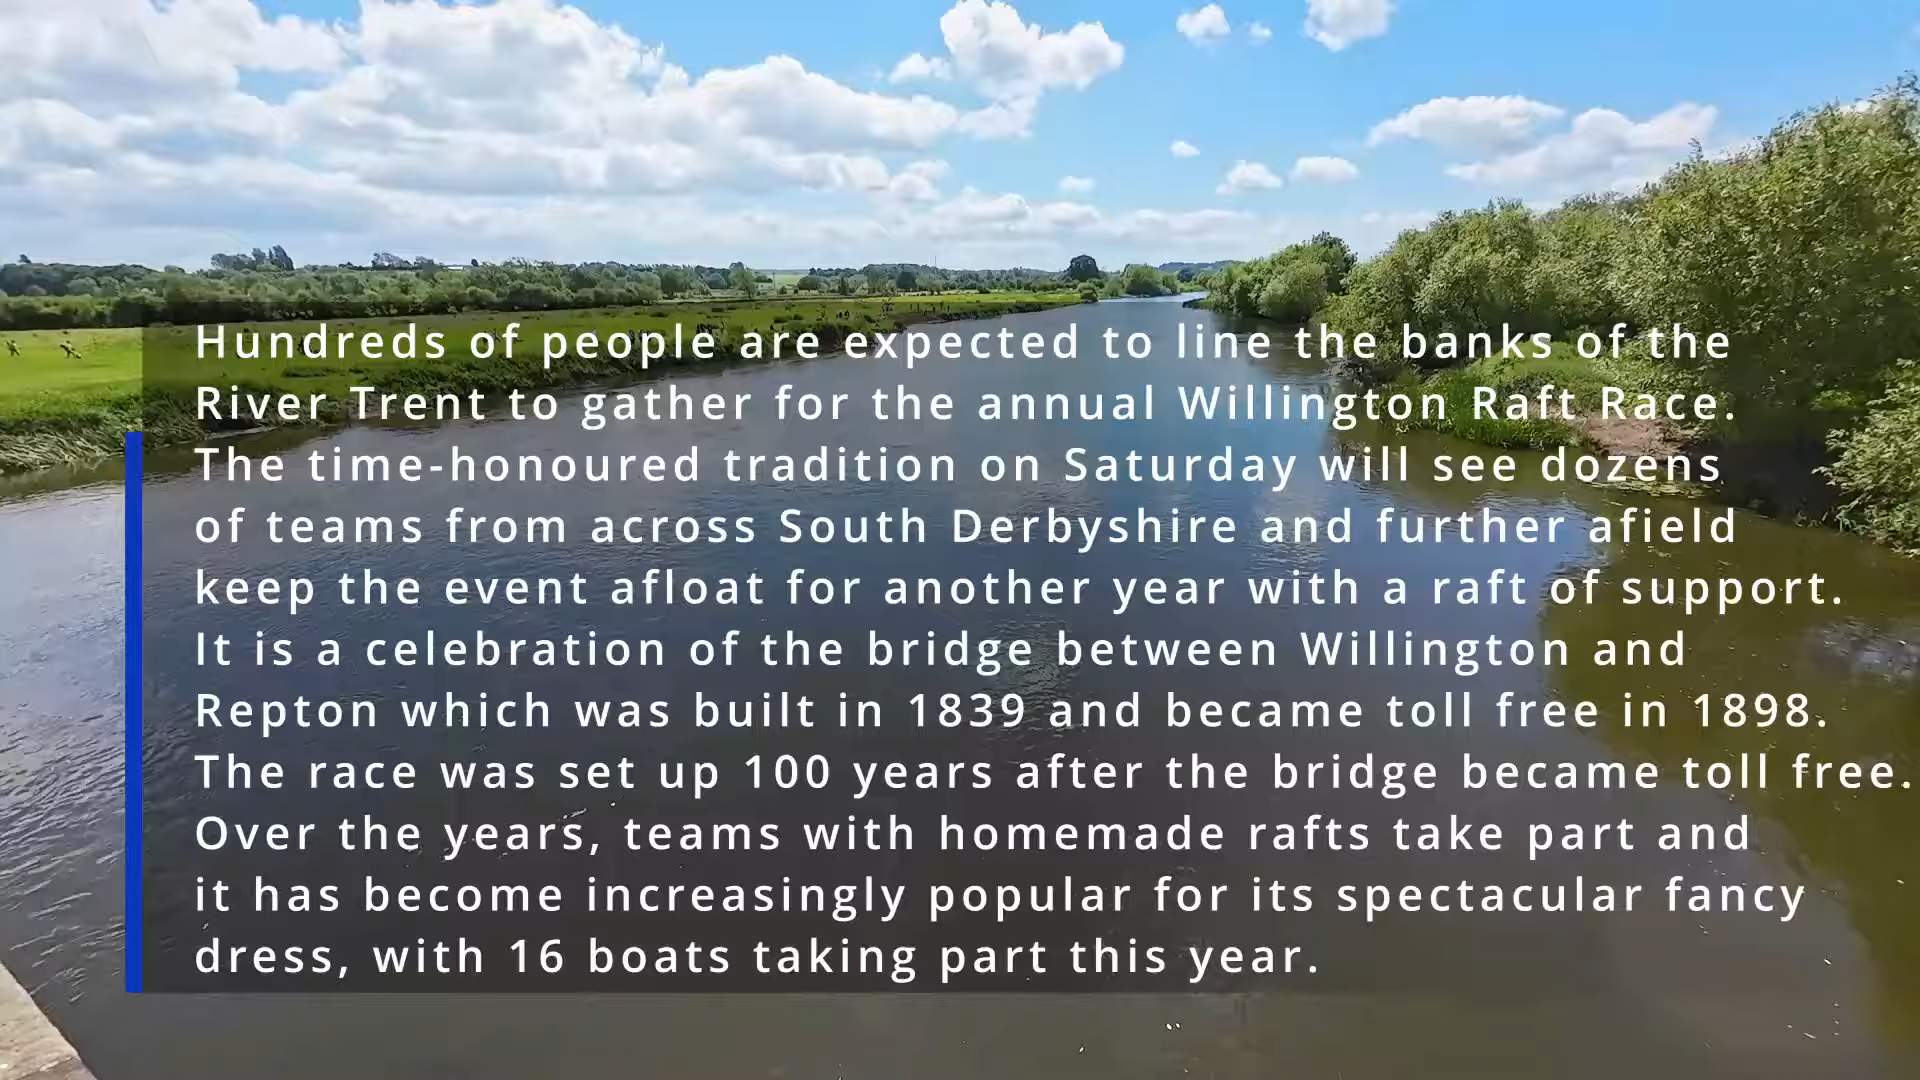 Hundreds of people are expected to line the banks of the
River Trent to gather for the annual Willington Raft Race.
The time-honoured tradition on Saturday will see dozens
of teams from across South Derbyshire and further afield
keep the event afloat for another year with a raft of support.
It is a celebration of the bridge between Willington and
Repton which was built in 1839 and became toll free in 1898.
The race was set up 100 years after the bridge became toll free.
Over the years, teams with homemade rafts take part and
it has become increasingly popular for its spectacular fancy
dress, with 16 boats taking part this year.